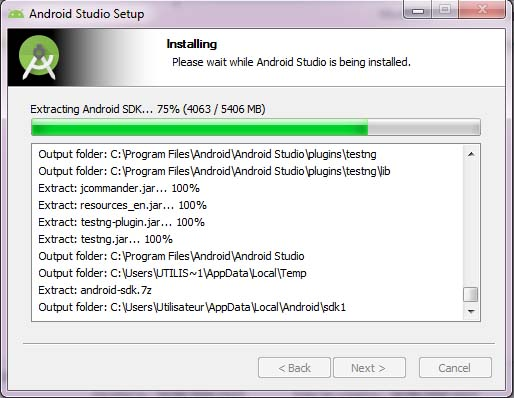 Android Studio Setup
Installing
Please wait while Android Studio is being installed.
Extracting Android SDK... 75% (4063 / 5406 MB)
Output folder: C:\Program Files\Android\Android Studio\plugins\testng
Output folder: C:\Program Files\Android\Android Studio\plugins\testng\lib
Extract: jcommander.jar... 100%
Extract: resources_en.jar... 100%
Extract: testng-plugin.jar... 100%
Extract: testng.jar... 100%
Output folder: C:\Program Files\Android\Android Studio
Output folder: C:\Users\UTILIS~1\AppData\Local\Temp
Extract: android-sdk.7z
Output folder: C:\Users\Utilisateur\AppData\Local\Android\sdk1
< Back Next > Cancel